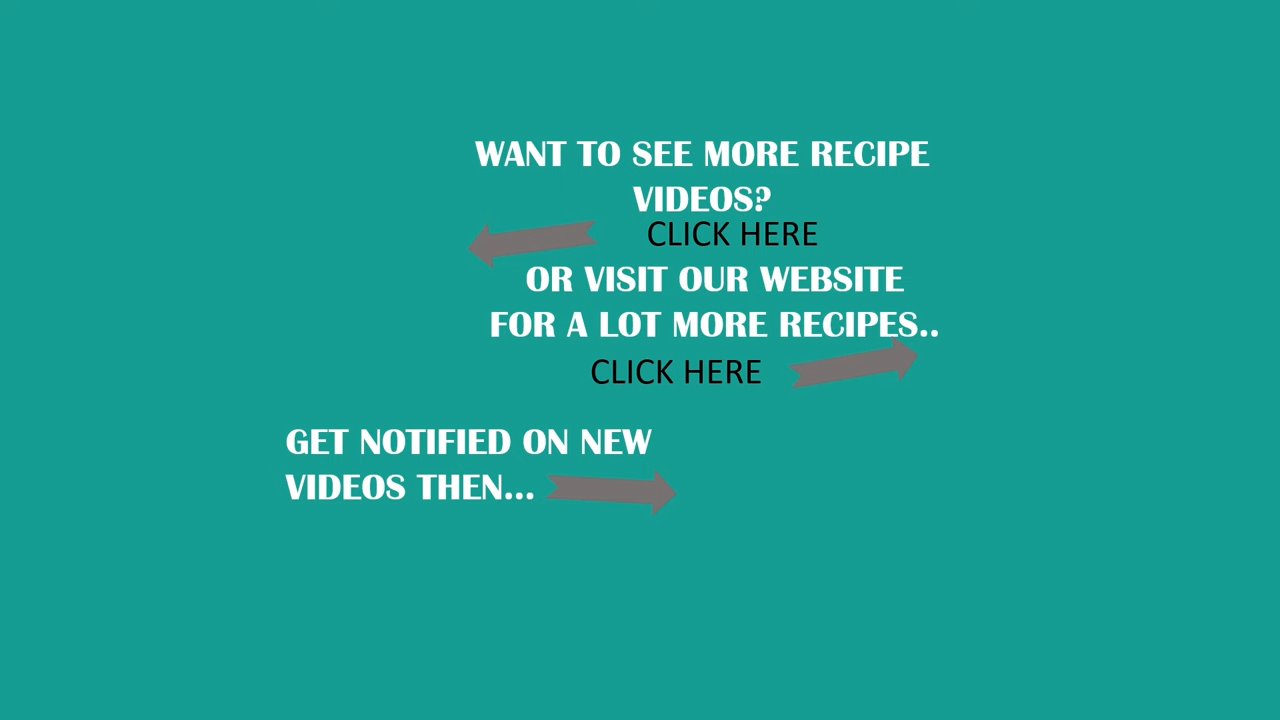 WANT TO SEE MORE RECIPE
VIDEOS?
CLICK HERE
OR VISIT OUR WEBSITE
FOR A LOT MORE RECIPES..
CLICK HERE
GET NOTIFIED ON NEW
VIDEOS THEN...